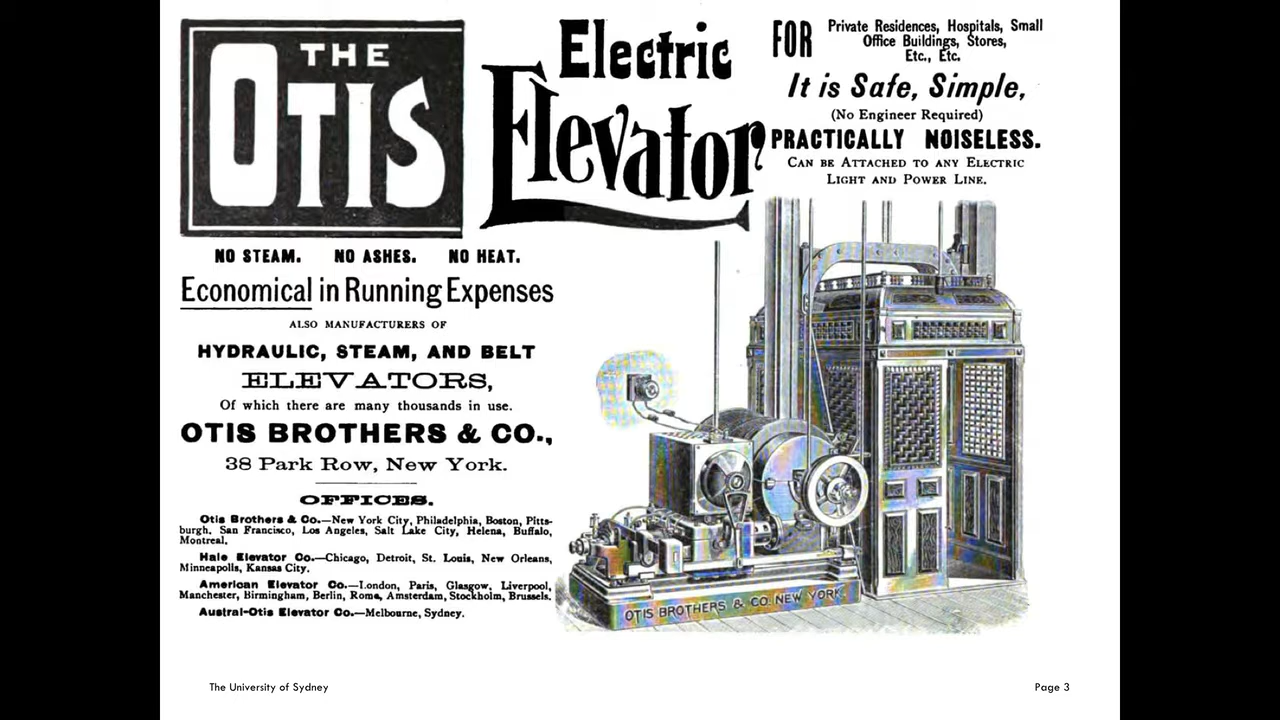 THE
OTIS
Electric
Elevator
FOR
Private Residences, Hospitals, Small
Office Buildings, Stores,
Etc., Etc.
It is Safe, Simple,
(No Engineer Required)
PRACTICALLY NOISELESS.
CAN BE ATTACHED TO ANY ELECTRIC
LIGHT AND POWER LINE.
NO STEAM. NO ASHES. NO HEAT.
Economical in Running Expenses
ALSO MANUFACTURERS OF
HYDRAULIC, STEAM, AND BELT
ELEVATORS,
Of which there are many thousands in use.
OTIS BROTHERS & CO.,
38 Park Row, New York.
OFFICES.
Otis Brothers & Co.—New York City, Philadelphia, Boston, Pitts-
burgh, San Francisco, Los Angeles, Salt Lake City, Helena, Buffalo,
Montreal.
Hale Elevator Co.—Chicago, Detroit, St. Louis, New Orleans,
Minneapolis, Kansas City.
American Elevator Co.—London, Paris, Glasgow, Liverpool,
Manchester, Birmingham, Berlin, Rome, Amsterdam, Stockholm, Brussels.
Austral-Otis Elevator Co.—Melbourne, Sydney.
OTIS BROTHERS & CO. NEW YORK.
The University of Sydney
Page 3